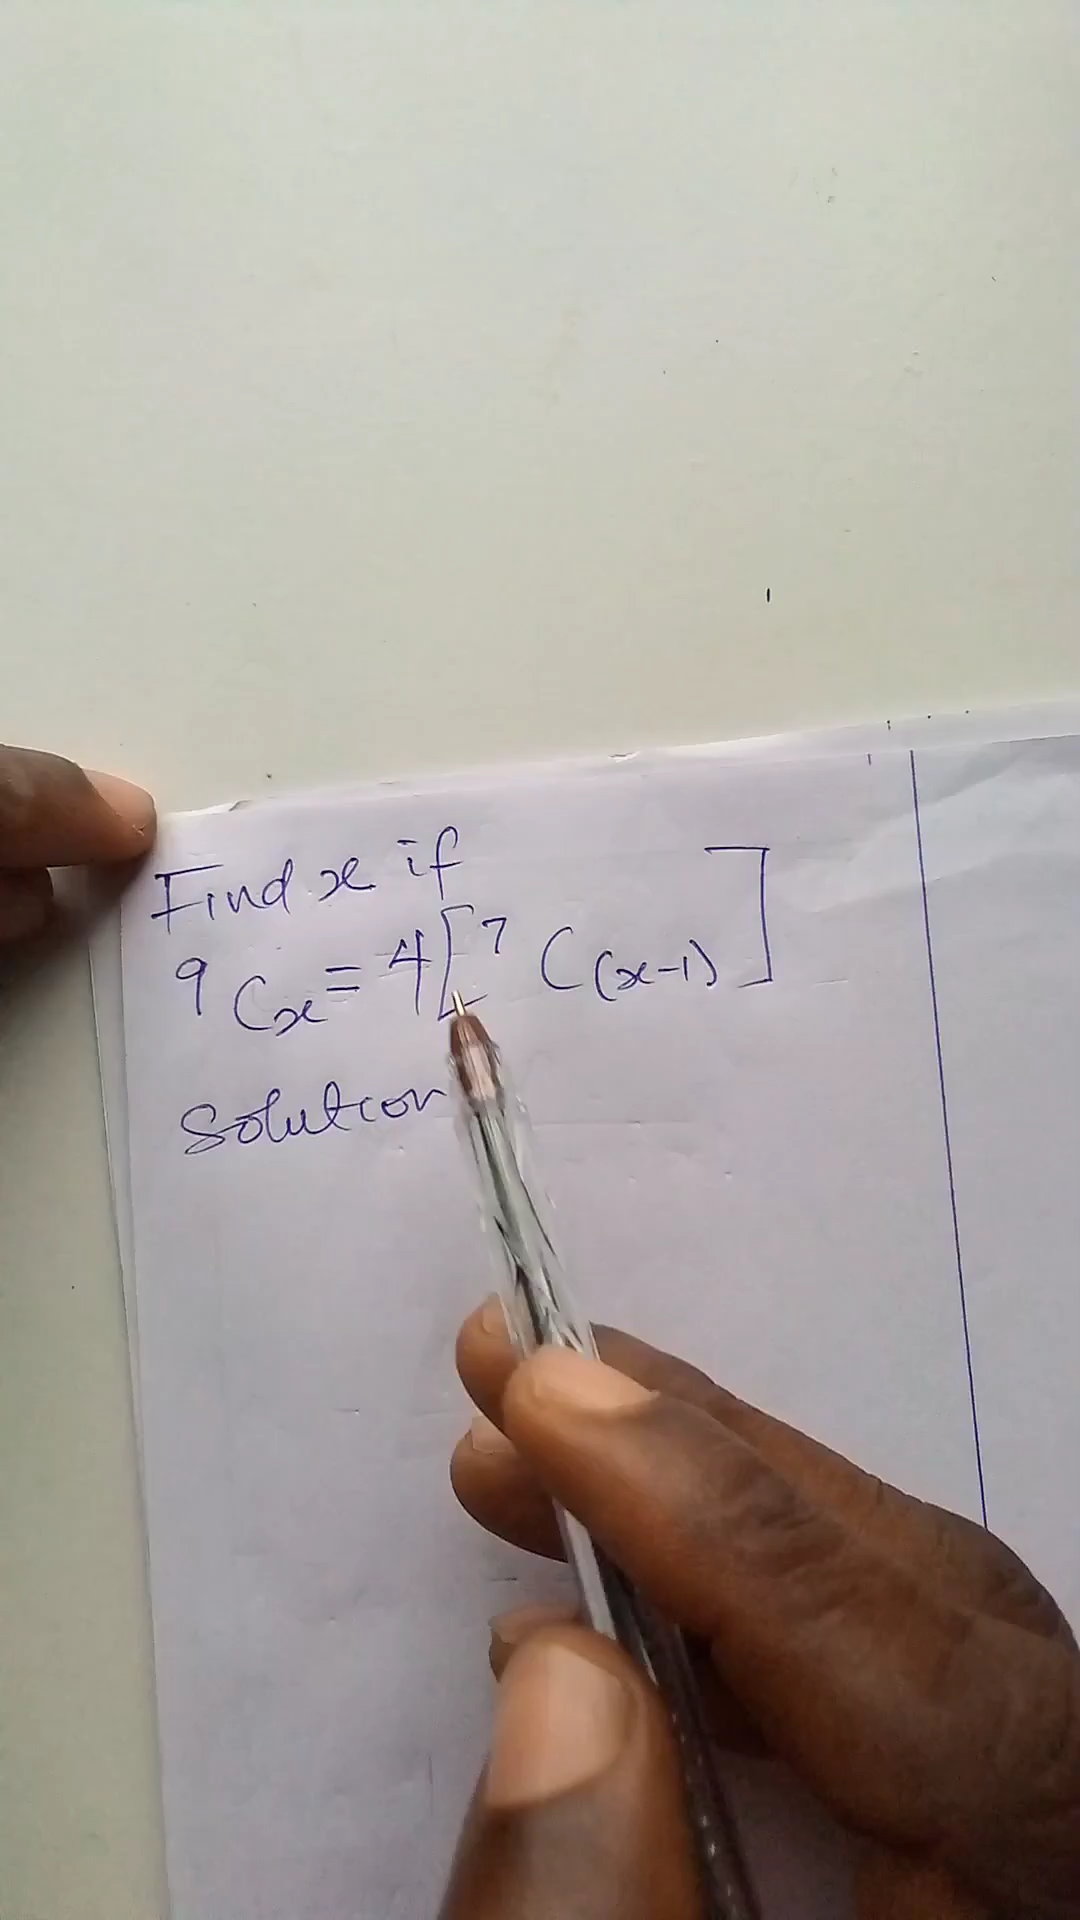 Find x if
⁹Cₓ = 4[⁷C₍ₓ₋₁₎]
Solution